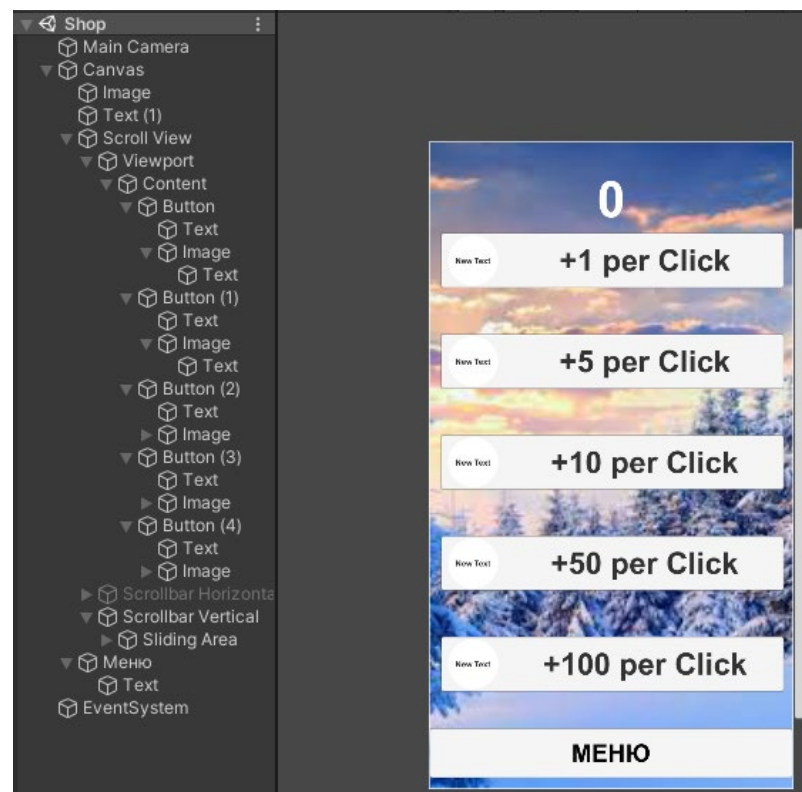 Shop
Main Camera
Canvas
Image
Text (1)
Scroll View
Viewport
Content
Button
Text
Image
Text
Button (1)
Text
Image
Text
Button (2)
Text
Image
Button (3)
Text
Image
Button (4)
Text
Image
Scrollbar Horizonta
Scrollbar Vertical
Sliding Area
Меню
Text
EventSystem
0
New Text +1 per Click
New Text +5 per Click
New Text +10 per Click
New Text +50 per Click
New Text +100 per Click
МЕНЮ